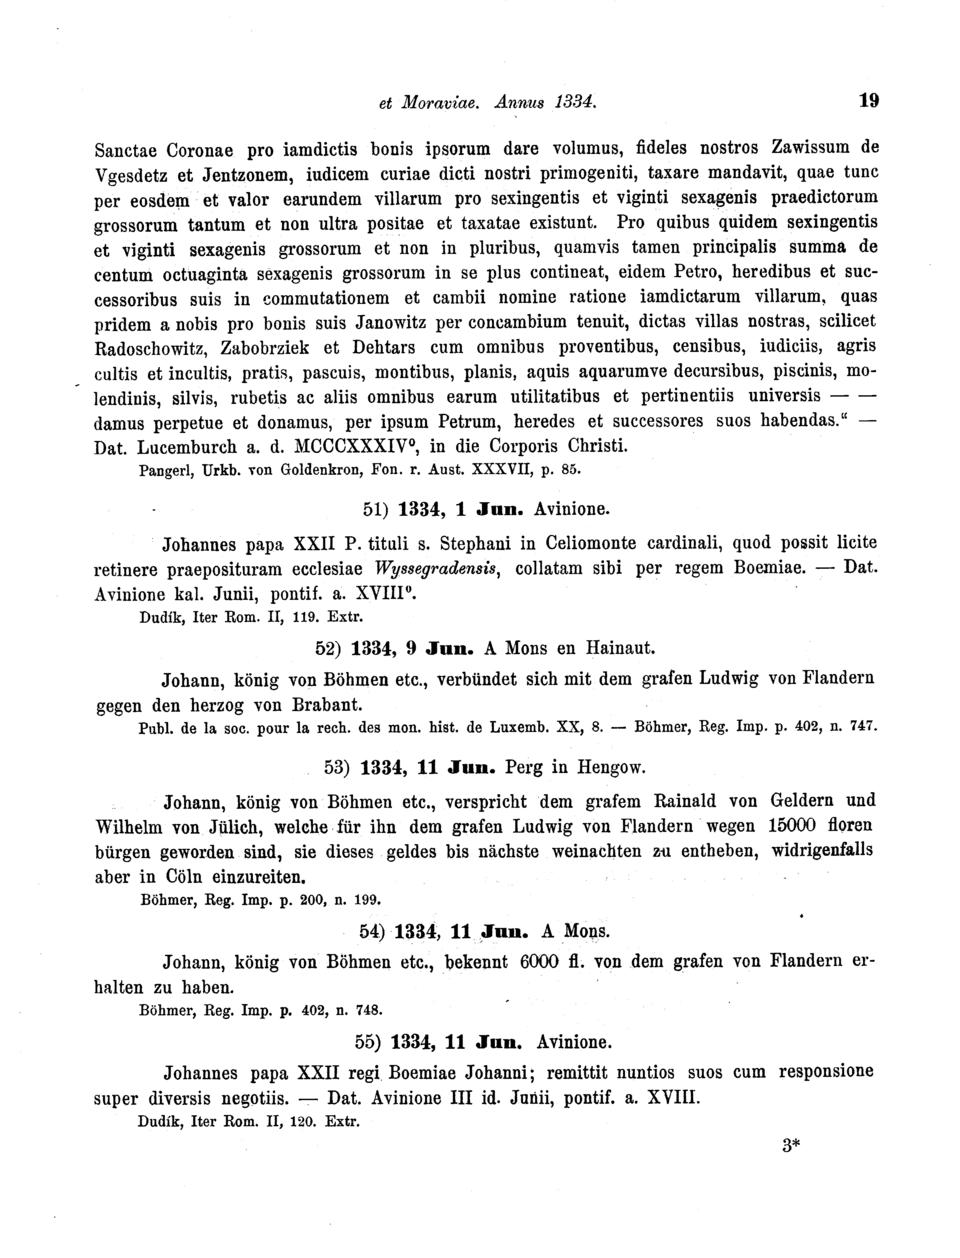 et Moraviae. Annus 1334. 19
Sanctae Coronae pro iamdictis bonis ipsorum dare volumus, fideles nostros Zawissum de
Vgesdetz et Jentzonem, iudicem curiae dicti nostri primogeniti, taxare mandavit, quae tunc
per eosdem et valor earundem villarum pro sexingentis et viginti sexagenis praedictorum
grossorum tantum et non ultra positae et taxatae existunt. Pro quibus quidem sexingentis
et viginti sexagenis grossorum et non in pluribus, quamvis tamen principalis summa de
centum octuaginta sexagenis grossorum in se plus contineat, eidem Petro, heredibus et suc-
cessoribus suis in commutationem et cambii nomine ratione iamdictarum villarum, quas
pridem a nobis pro bonis suis Janowitz per concambium tenuit, dictas villas nostras, scilicet
Radoschowitz, Zabobrziek et Dehtars cum omnibus proventibus, censibus, iudiciis, agris
cultis et incultis, pratis, pascuis, montibus, planis, aquis aquarumve decursibus, piscinis, mo-
lendinis, silvis, rubetis ac aliis omnibus earum utilitatibus et pertinentiis universis — —
damus perpetue et donamus, per ipsum Petrum, heredes et successores suos habendas.“ —
Dat. Lucemburch a. d. MCCCXXXIV⁰, in die Corporis Christi.
Pangerl, Urkb. von Goldenkron, Fon. r. Aust. XXXVII, p. 85.
51) 1334, 1 Jun. Avinione.
Johannes papa XXII P. tituli s. Stephani in Celiomonte cardinali, quod possit licite
retinere praeposituram ecclesiae Wyssegradensis, collatam sibi per regem Boemiae. — Dat.
Avinione kal. Junii, pontif. a. XVIII⁰.
Dudík, Iter Rom. II, 119. Extr.
52) 1334, 9 Jun. A Mons en Hainaut.
Johann, könig von Böhmen etc., verbündet sich mit dem grafen Ludwig von Flandern
gegen den herzog von Brabant.
Publ. de la soc. pour la rech. des mon. hist. de Luxemb. XX, 8. — Böhmer, Reg. Imp. p. 402, n. 747.
53) 1334, 11 Jun. Perg in Hengow.
Johann, könig von Böhmen etc., verspricht dem grafem Rainald von Geldern und
Wilhelm von Jülich, welche für ihn dem grafen Ludwig von Flandern wegen 15000 floren
bürgen geworden sind, sie dieses geldes bis nächste weinachten zu entheben, widrigenfalls
aber in Cöln einzureiten.
Böhmer, Reg. Imp. p. 200, n. 199.
54) 1334, 11 Jun. A Mons.
Johann, könig von Böhmen etc., bekennt 6000 fl. von dem grafen von Flandern er-
halten zu haben.
Böhmer, Reg. Imp. p. 402, n. 748.
55) 1334, 11 Jun. Avinione.
Johannes papa XXII regi Boemiae Johanni; remittit nuntios suos cum responsione
super diversis negotiis. — Dat. Avinione III id. Junii, pontif. a. XVIII.
Dudík, Iter Rom. II, 120. Extr.
3*